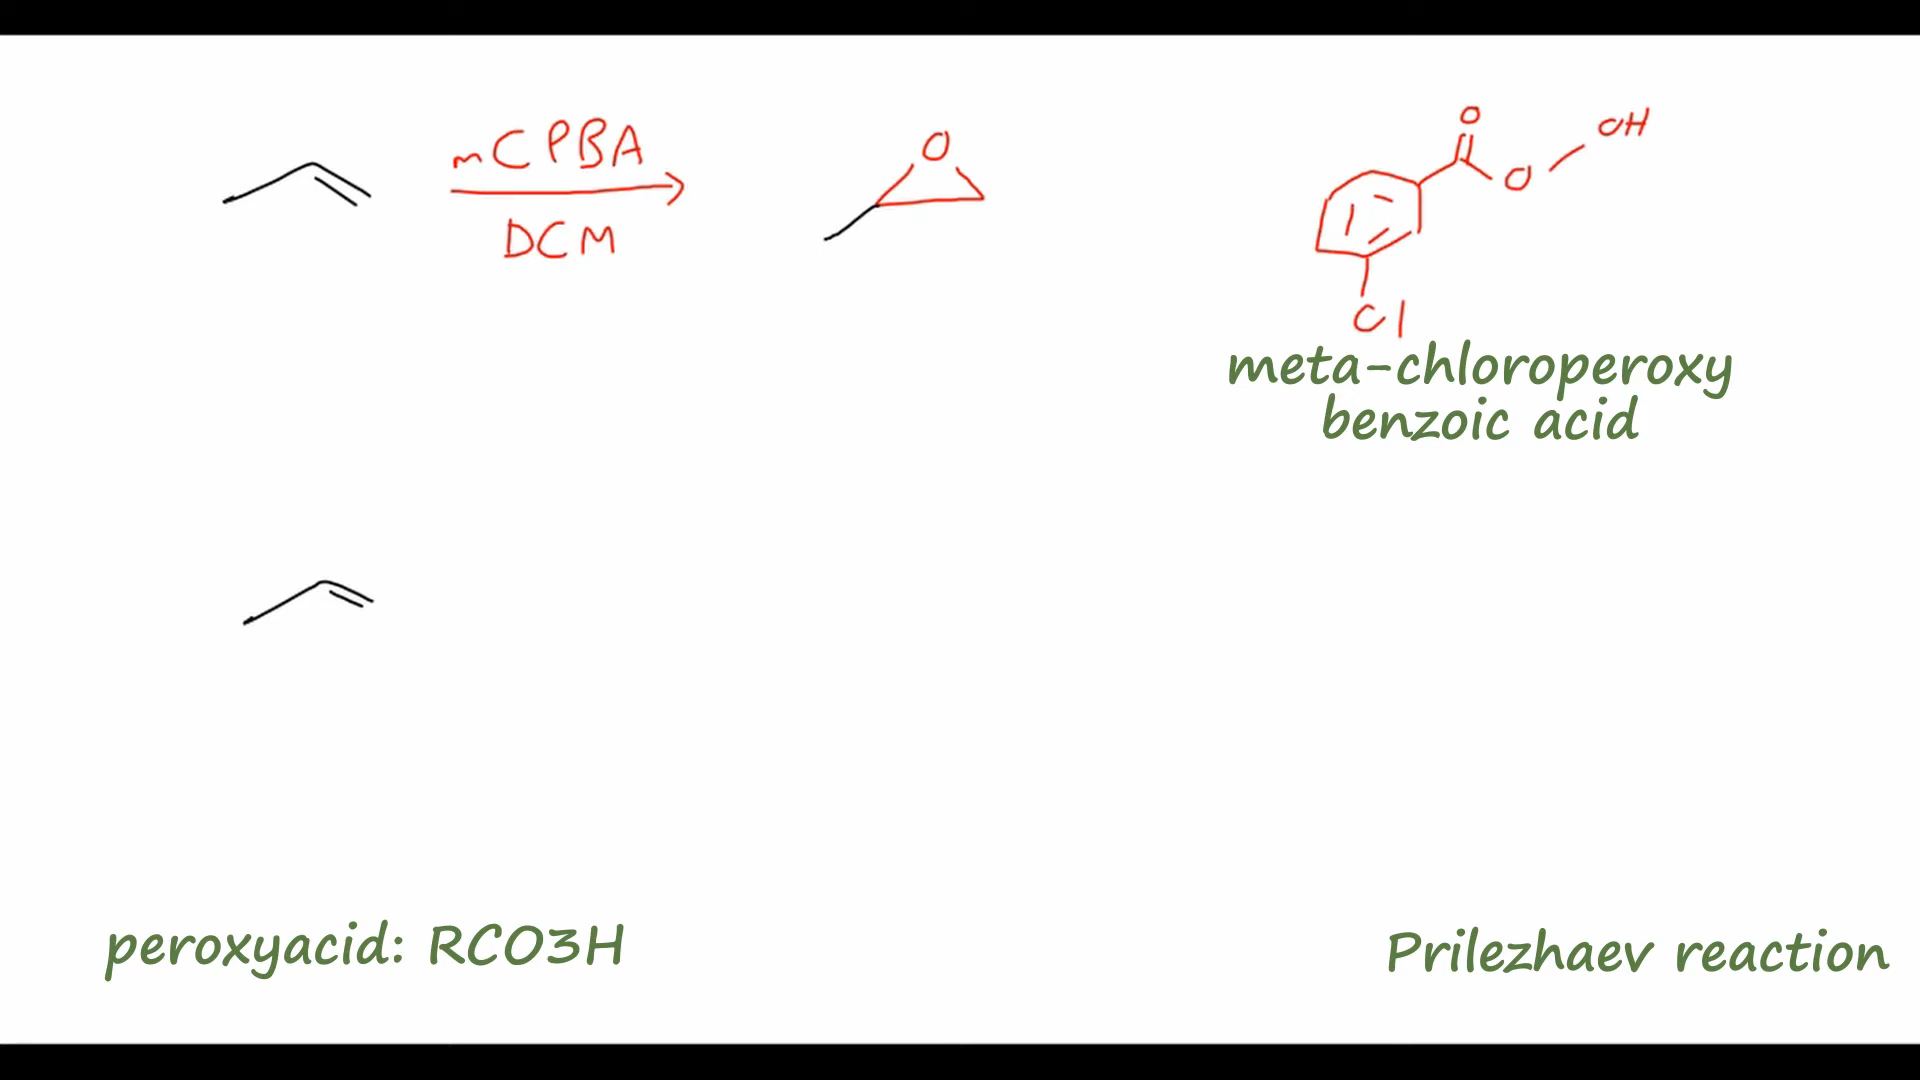 mCPBA
DCM
O
O
O
OH
Cl
meta-chloroperoxy
benzoic acid
peroxyacid: RCO3H
Prilezhaev reaction